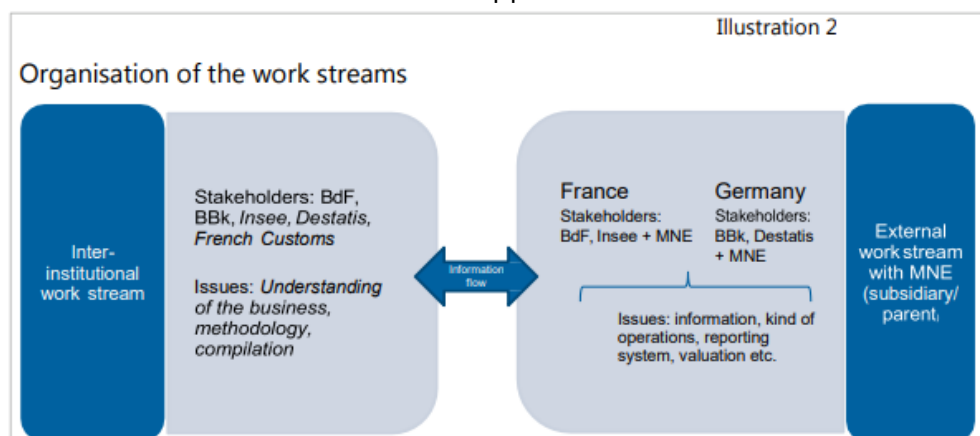 Illustration 2
Organisation of the work streams
Inter-
institutional
work stream
Stakeholders: BdF,
BBk, Insee, Destatis,
French Customs
Issues: Understanding
of the business,
methodology,
compilation
Information
flow
France
Stakeholders:
BdF, Insee + MNE
Germany
Stakeholders:
BBk, Destatis
+ MNE
Issues: information, kind of
operations, reporting
system, valuation etc.
External
work stream
with MNE
(subsidiary/
parent